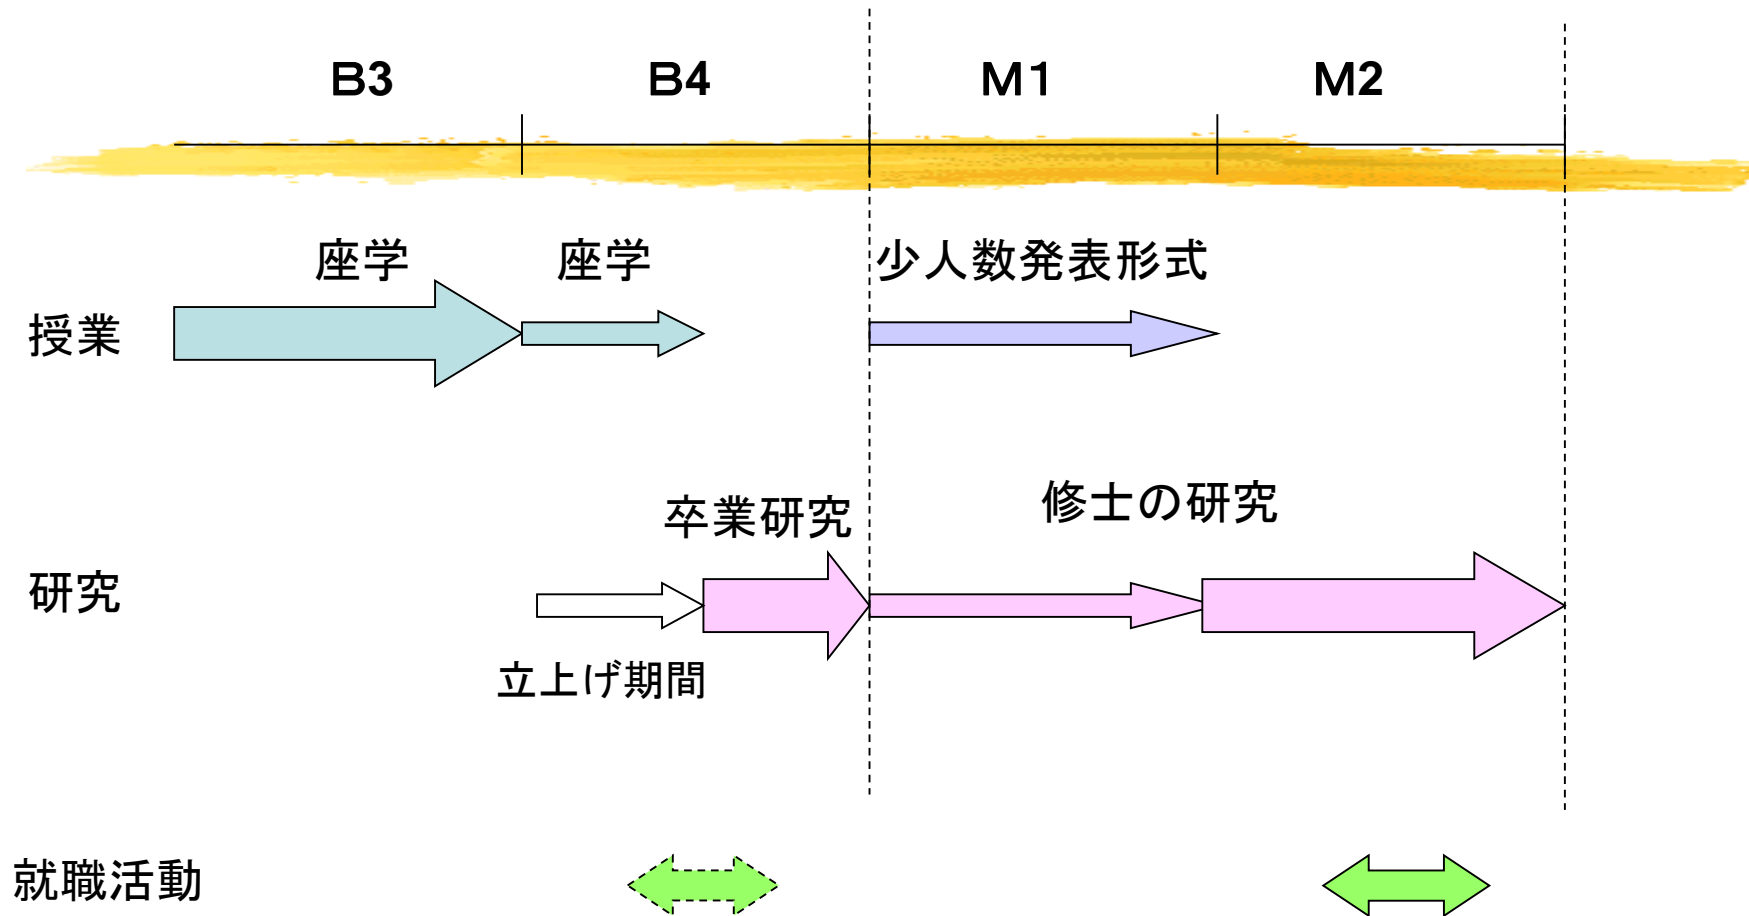 B3 B4 M1 M2
座学 座学 少人数発表形式
授業
卒業研究 修士の研究
研究
立上げ期間
就職活動